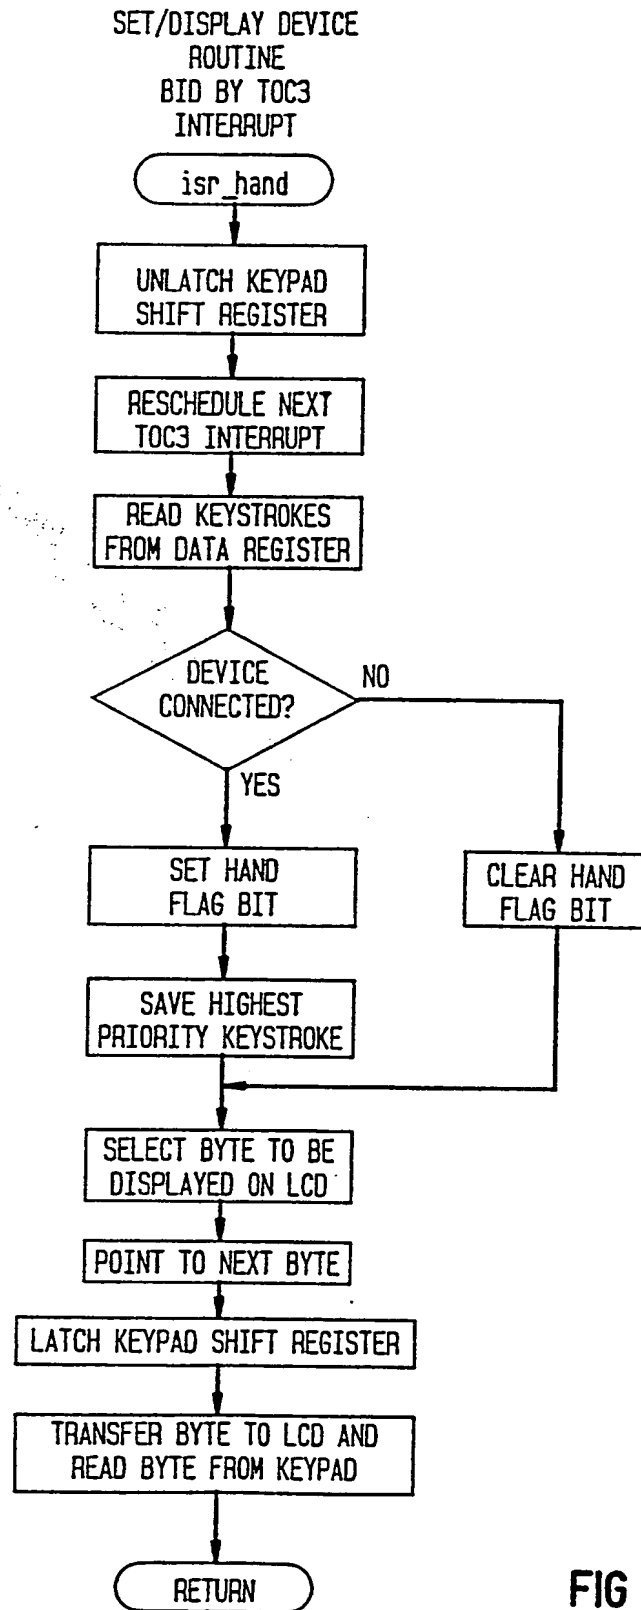 SET/DISPLAY DEVICE
ROUTINE
BID BY TOC3
INTERRUPT
isr_hand
UNLATCH KEYPAD
SHIFT REGISTER
RESCHEDULE NEXT
TOC3 INTERRUPT
READ KEYSTROKES
FROM DATA REGISTER
DEVICE
CONNECTED?
NO
YES
SET HAND
FLAG BIT
CLEAR HAND
FLAG BIT
SAVE HIGHEST
PRIORITY KEYSTROKE
SELECT BYTE TO BE
DISPLAYED ON LCD
POINT TO NEXT BYTE
LATCH KEYPAD SHIFT REGISTER
TRANSFER BYTE TO LCD AND
READ BYTE FROM KEYPAD
RETURN
FIG